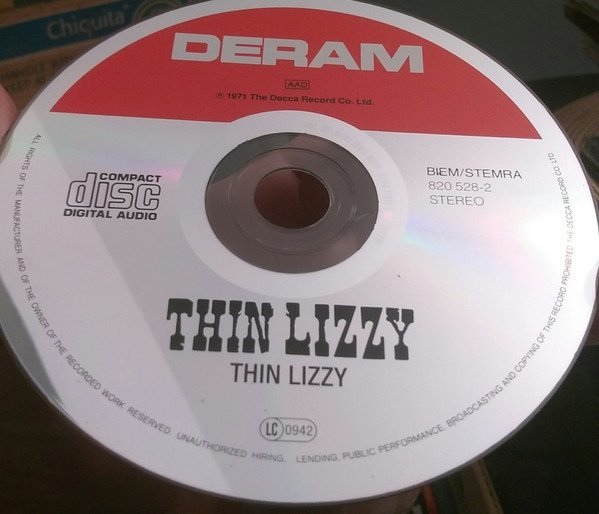 Chiquita
DERAM
AAD
℗ 1971 The Decca Record Co. Ltd.
COMPACT
disc
DIGITAL AUDIO
BIEM/STEMRA
820 528-2
STEREO
THIN LIZZY
THIN LIZZY
LC 0942
ALL RIGHTS OF THE MANUFACTURER AND OF THE OWNER OF THE RECORDED WORK RESERVED. UNAUTHORIZED HIRING, LENDING, PUBLIC PERFORMANCE, BROADCASTING AND COPYING OF THIS RECORD PROHIBITED. THE DECCA RECORD CO. LTD.